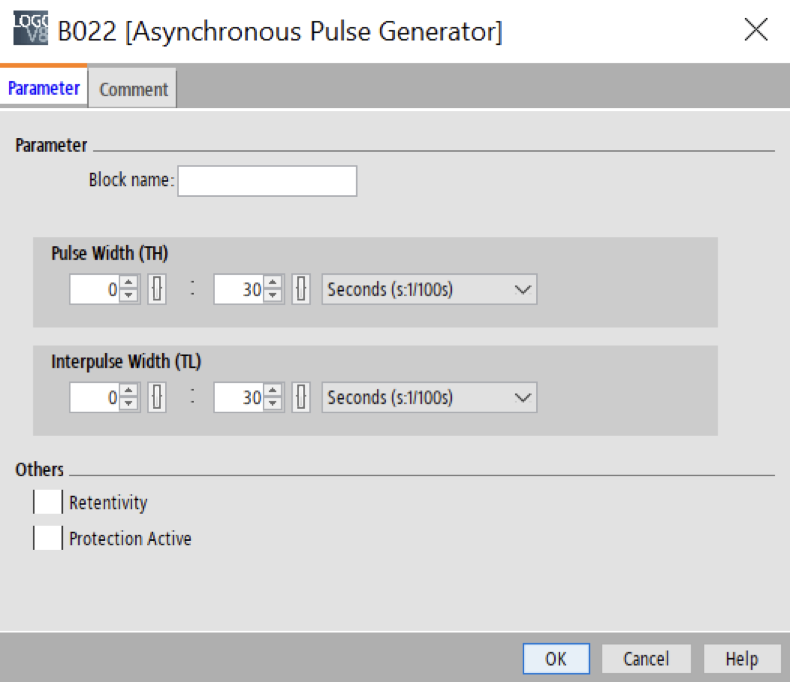 LOGO V8 B022 [Asynchronous Pulse Generator]
Parameter Comment
Parameter
Block name:
Pulse Width (TH)
0 : 30 Seconds (s:1/100s)
Interpulse Width (TL)
0 : 30 Seconds (s:1/100s)
Others
Retentivity
Protection Active
OK Cancel Help